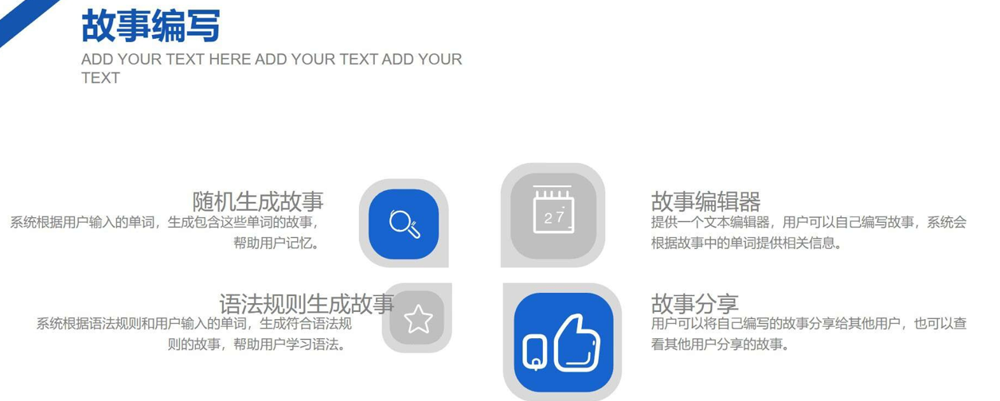 故事编写
ADD YOUR TEXT HERE ADD YOUR TEXT ADD YOUR
TEXT
随机生成故事
系统根据用户输入的单词，生成包含这些单词的故事，
帮助用户记忆。
27
故事编辑器
提供一个文本编辑器，用户可以自己编写故事，系统会
根据故事中的单词提供相关信息。
语法规则生成故事
系统根据语法规则和用户输入的单词，生成符合语法规
则的故事，帮助用户学习语法。
故事分享
用户可以将自己编写的故事分享给其他用户，也可以查
看其他用户分享的故事。